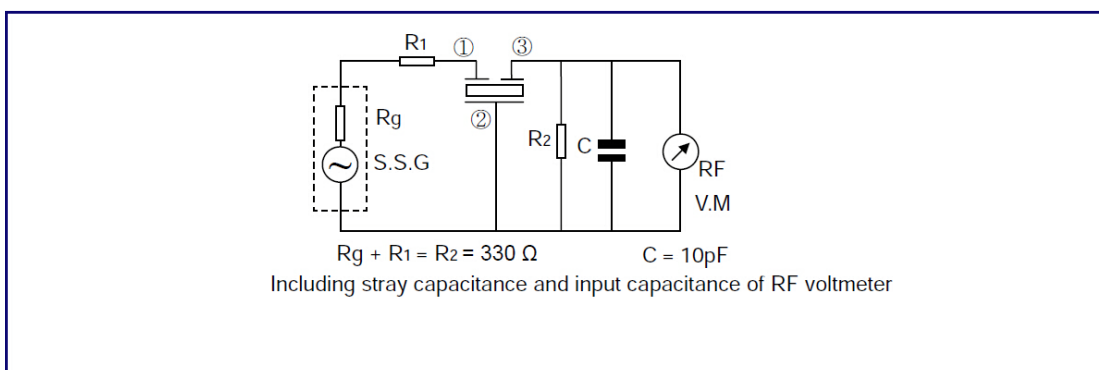 R1
①
③
Rg
②
R2
C
S.S.G
RF
V.M
Rg + R1 = R2 = 330 Ω
C = 10pF
Including stray capacitance and input capacitance of RF voltmeter